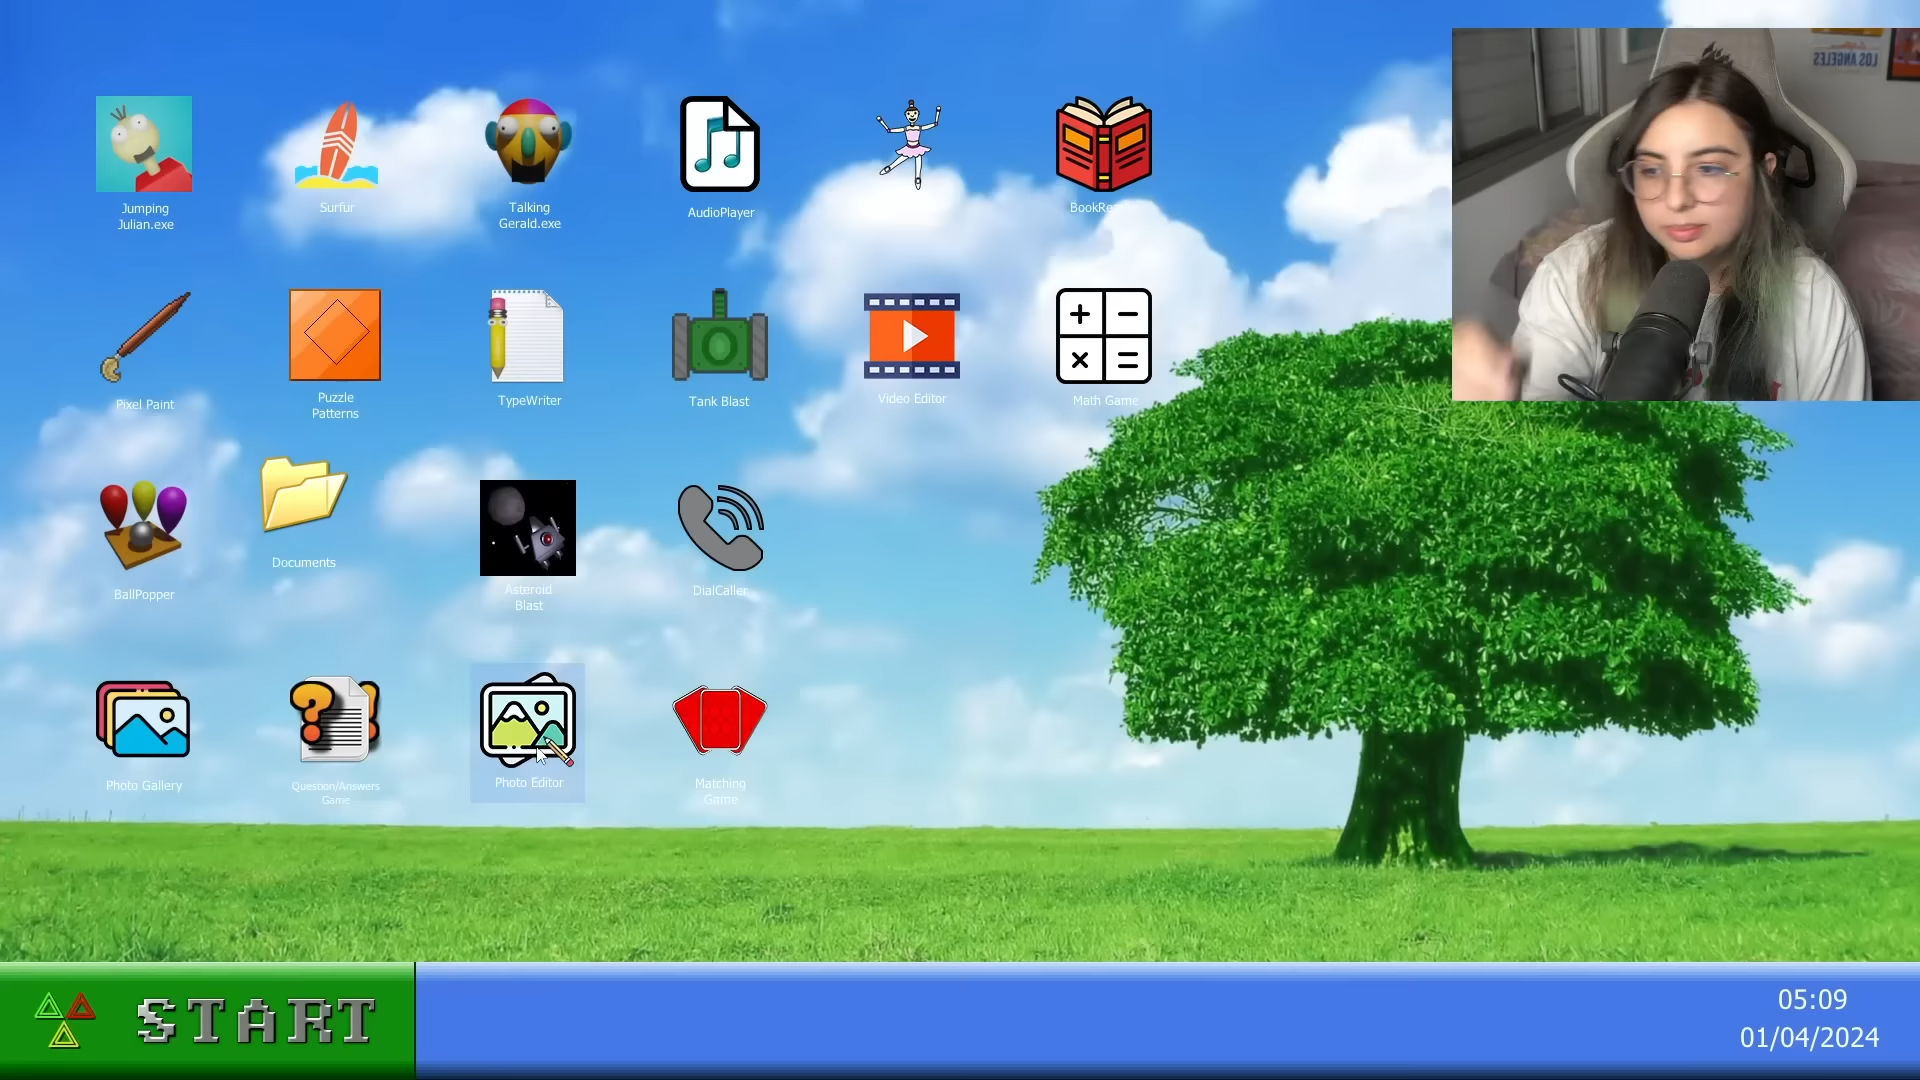 LOS ANGELES
Jumping
Julian.exe
Surfur
Talking
Gerald.exe
AudioPlayer
Pixel Paint
Puzzle
Patterns
TypeWriter
Tank Blast
Video Editor
Math Game
BallPopper
Documents
Asteroid
Blast
DialCaller
Photo Gallery
Question/Answers
Game
Photo Editor
Matching
Game
START
05:09
01/04/2024